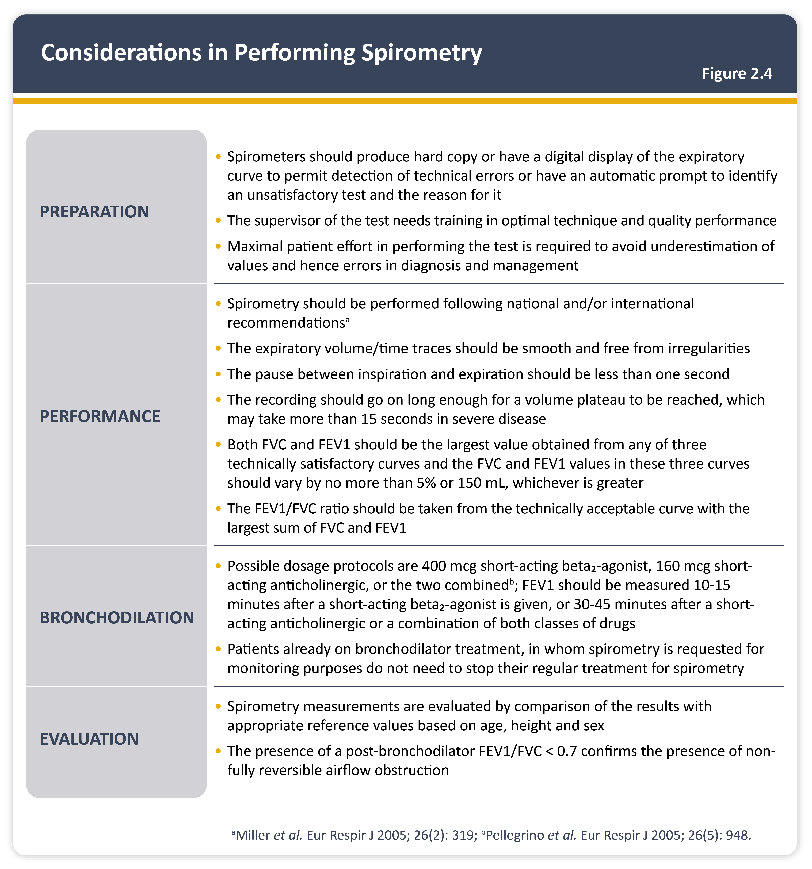 Considerations in Performing Spirometry
Figure 2.4
PREPARATION
• Spirometers should produce hard copy or have a digital display of the expiratory
curve to permit detection of technical errors or have an automatic prompt to identify
an unsatisfactory test and the reason for it
• The supervisor of the test needs training in optimal technique and quality performance
• Maximal patient effort in performing the test is required to avoid underestimation of
values and hence errors in diagnosis and management
PERFORMANCE
• Spirometry should be performed following national and/or international
recommendationsᵃ
• The expiratory volume/time traces should be smooth and free from irregularities
• The pause between inspiration and expiration should be less than one second
• The recording should go on long enough for a volume plateau to be reached, which
may take more than 15 seconds in severe disease
• Both FVC and FEV1 should be the largest value obtained from any of three
technically satisfactory curves and the FVC and FEV1 values in these three curves
should vary by no more than 5% or 150 mL, whichever is greater
• The FEV1/FVC ratio should be taken from the technically acceptable curve with the
largest sum of FVC and FEV1
BRONCHODILATION
• Possible dosage protocols are 400 mcg short-acting beta₂-agonist, 160 mcg short-
acting anticholinergic, or the two combinedᵇ; FEV1 should be measured 10-15
minutes after a short-acting beta₂-agonist is given, or 30-45 minutes after a short-
acting anticholinergic or a combination of both classes of drugs
• Patients already on bronchodilator treatment, in whom spirometry is requested for
monitoring purposes do not need to stop their regular treatment for spirometry
EVALUATION
• Spirometry measurements are evaluated by comparison of the results with
appropriate reference values based on age, height and sex
• The presence of a post-bronchodilator FEV1/FVC < 0.7 confirms the presence of non-
fully reversible airflow obstruction
ᵃMiller et al. Eur Respir J 2005; 26(2): 319; ᵇPellegrino et al. Eur Respir J 2005; 26(5): 948.